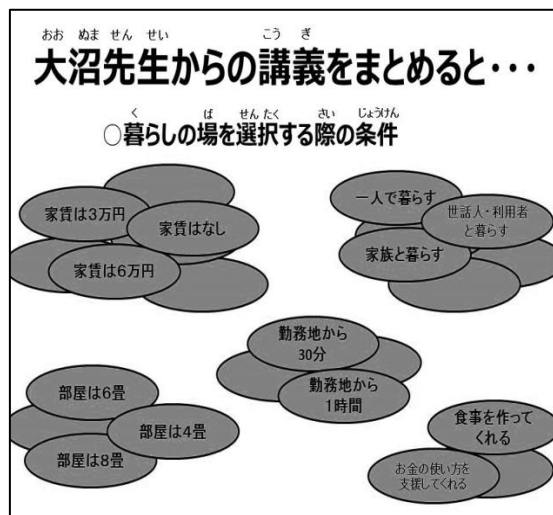 おお ぬま せん せい こう ぎ
大沼先生からの講義をまとめると・・・
く ば せんたく さい じょうけん
○暮らしの場を選択する際の条件
家賃は3万円
家賃はなし
家賃は6万円
一人で暮らす
世話人・利用者
と暮らす
家族と暮らす
勤務地から
30分
勤務地から
1時間
部屋は6畳
部屋は4畳
部屋は8畳
食事を作って
くれる
お金の使い方を
支援してくれる